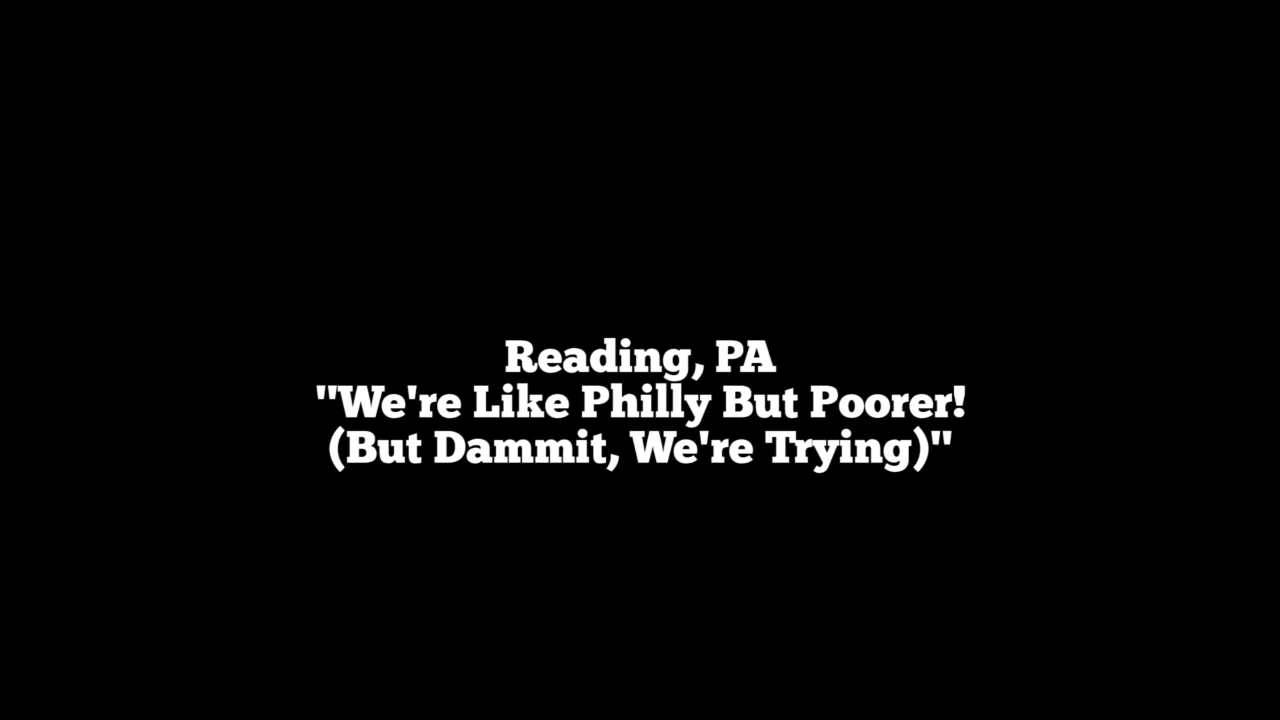 Reading, PA
"We're Like Philly But Poorer!
(But Dammit, We're Trying)"